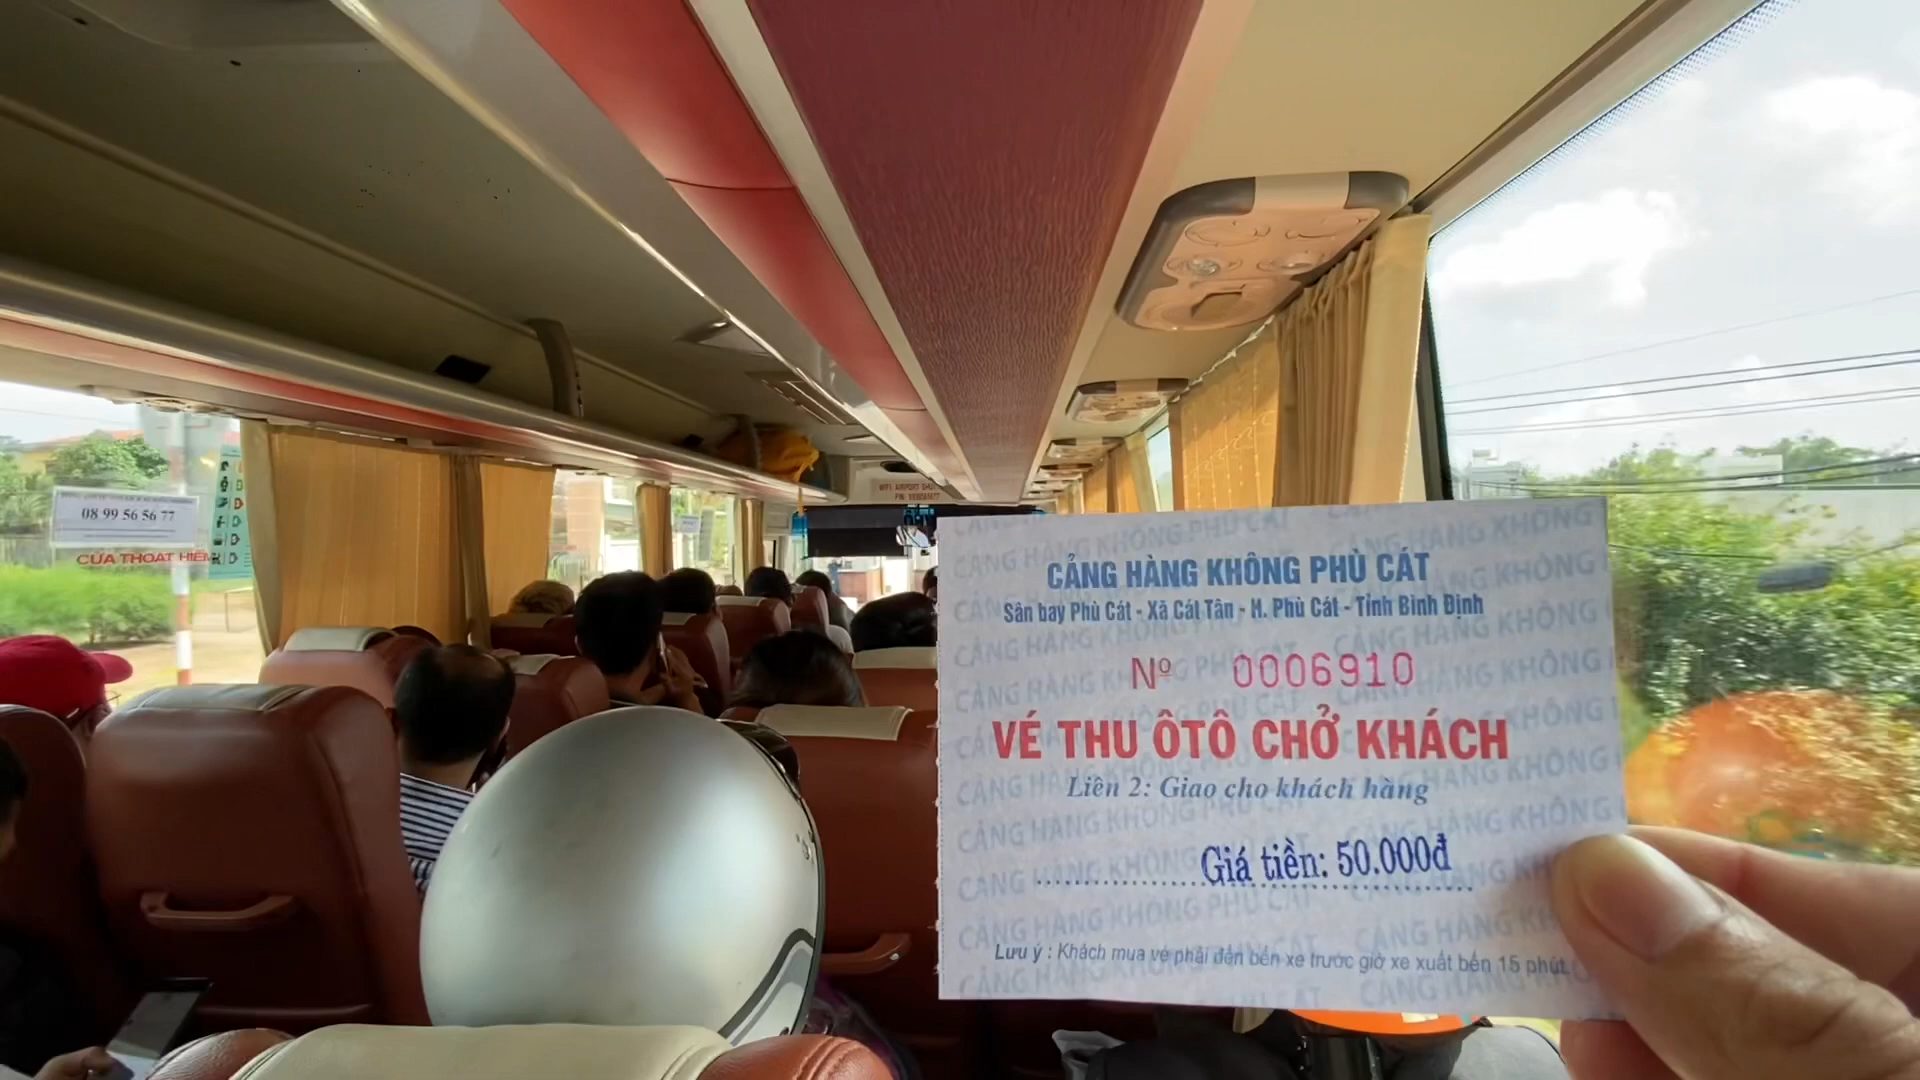 08 99 56 56 77
CỬA THOÁT HIỂM
CẢNG HÀNG KHÔNG PHÙ CÁT
Sân bay Phù Cát - Xã Cát Tân - H. Phù Cát - Tỉnh Bình Định
Nº 0006910
VÉ THU ÔTÔ CHỞ KHÁCH
Liên 2: Giao cho khách hàng
Giá tiền: 50.000đ
Lưu ý : Khách mua vé phải đến bến xe trước giờ xe xuất bến 15 phút